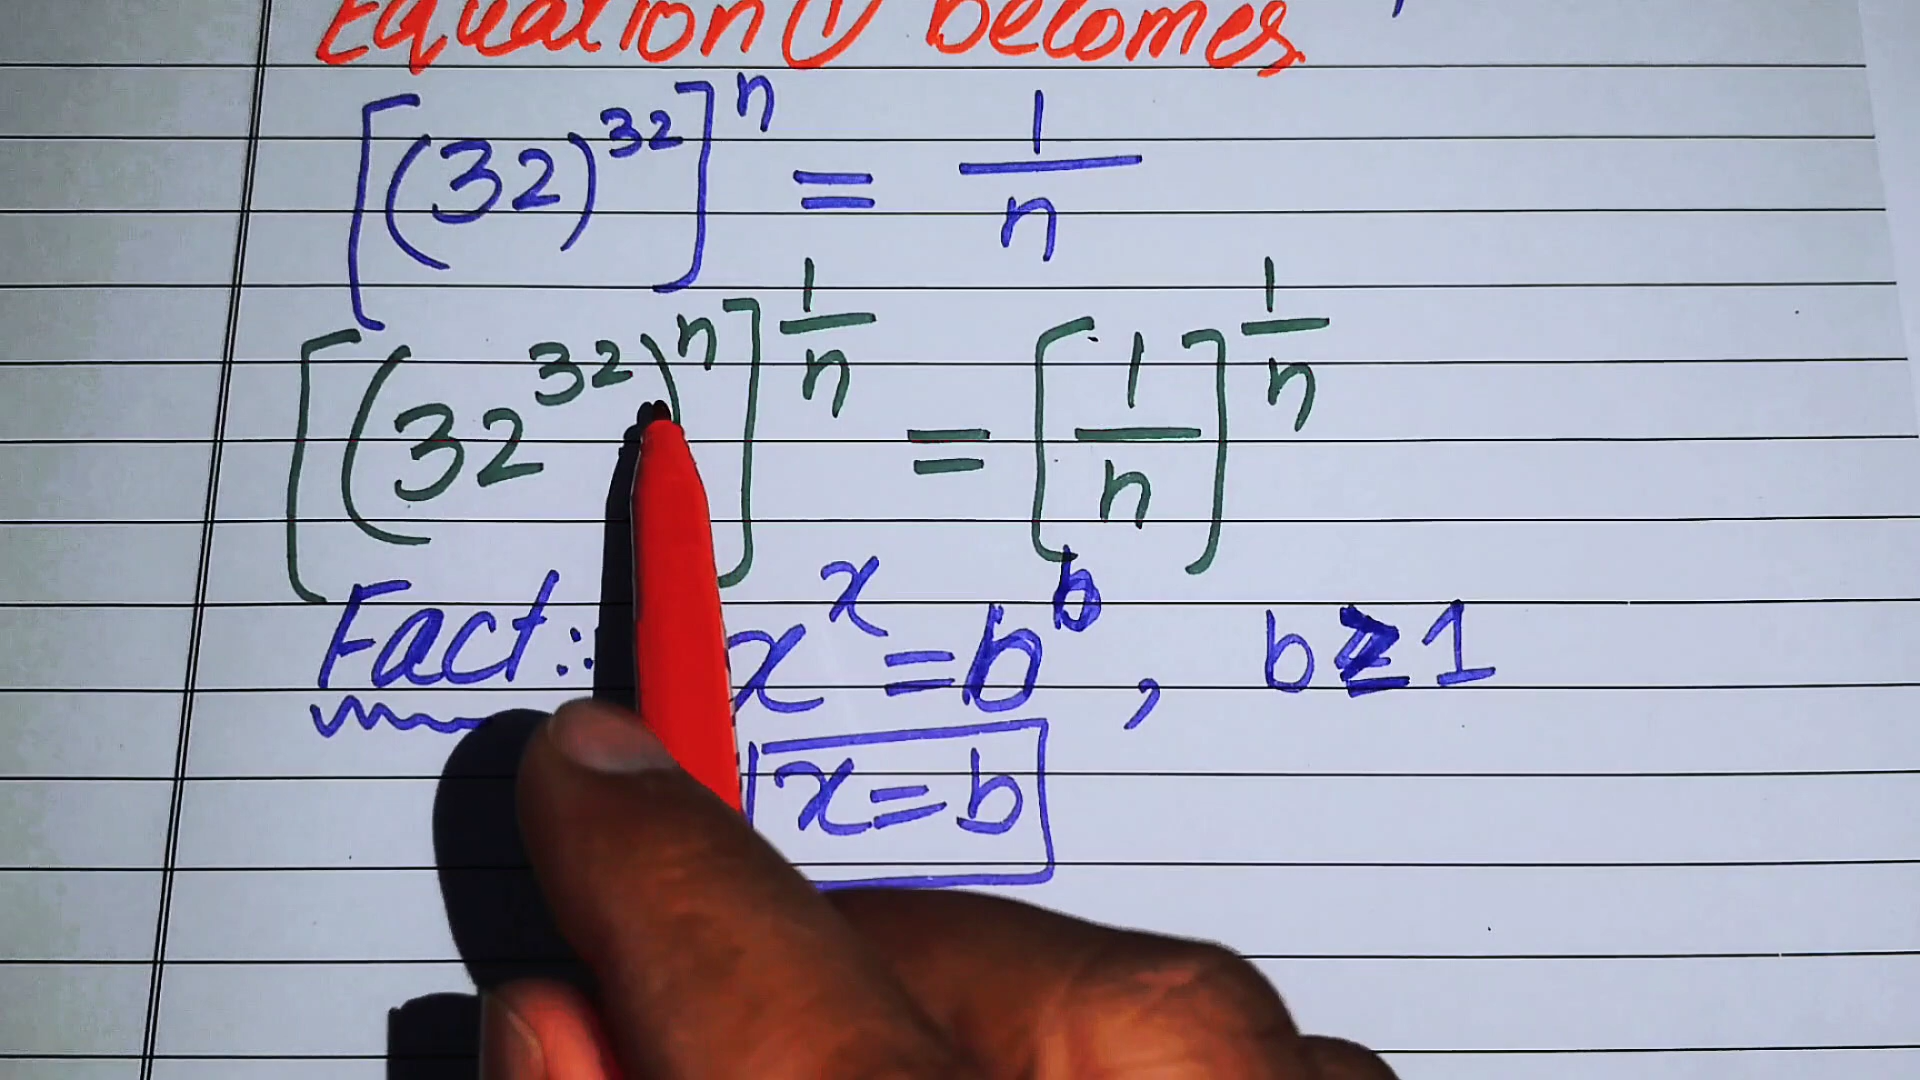 Equation (1) becomes
[(32)^32]^n = 1/n
[(32^32)^n]^(1/n) = [1/n]^(1/n)
Fact: x^x = b^b , b ≥ 1
x = b